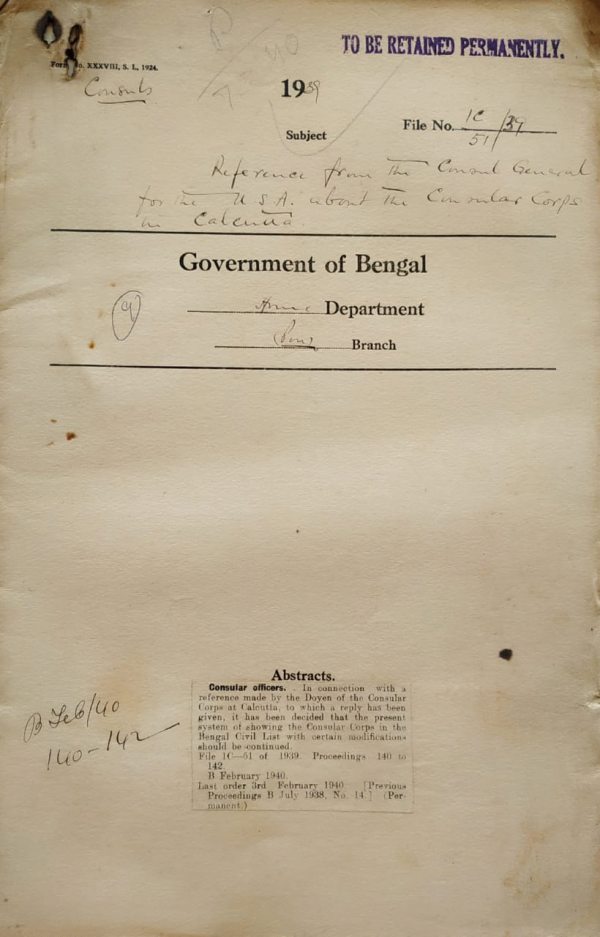 TO BE RETAINED PERMANENTLY.
Form No. XXXVIII, S. I., 1924.
Consuls
P
40
1939
File No. 1C/39
51
Subject
Reference from the Consul General
for the U.S.A. about the Consular Corps
in Calcutta.
Government of Bengal
Home Department
Branch
B Feb/40
140-142
Abstracts.
Consular officers. In connection with a
reference made by the Doyen of the Consular
Corps at Calcutta, to which a reply has been
given, it has been decided that the present
system of showing the Consular Corps in the
Bengal Civil List with certain modifications
should be continued.
File 1C—51 of 1939. Proceedings 140 to
142.
B February 1940.
Last order 3rd February 1940. [Previous
Proceedings B July 1938, No. 14.] (Per-
manent.)